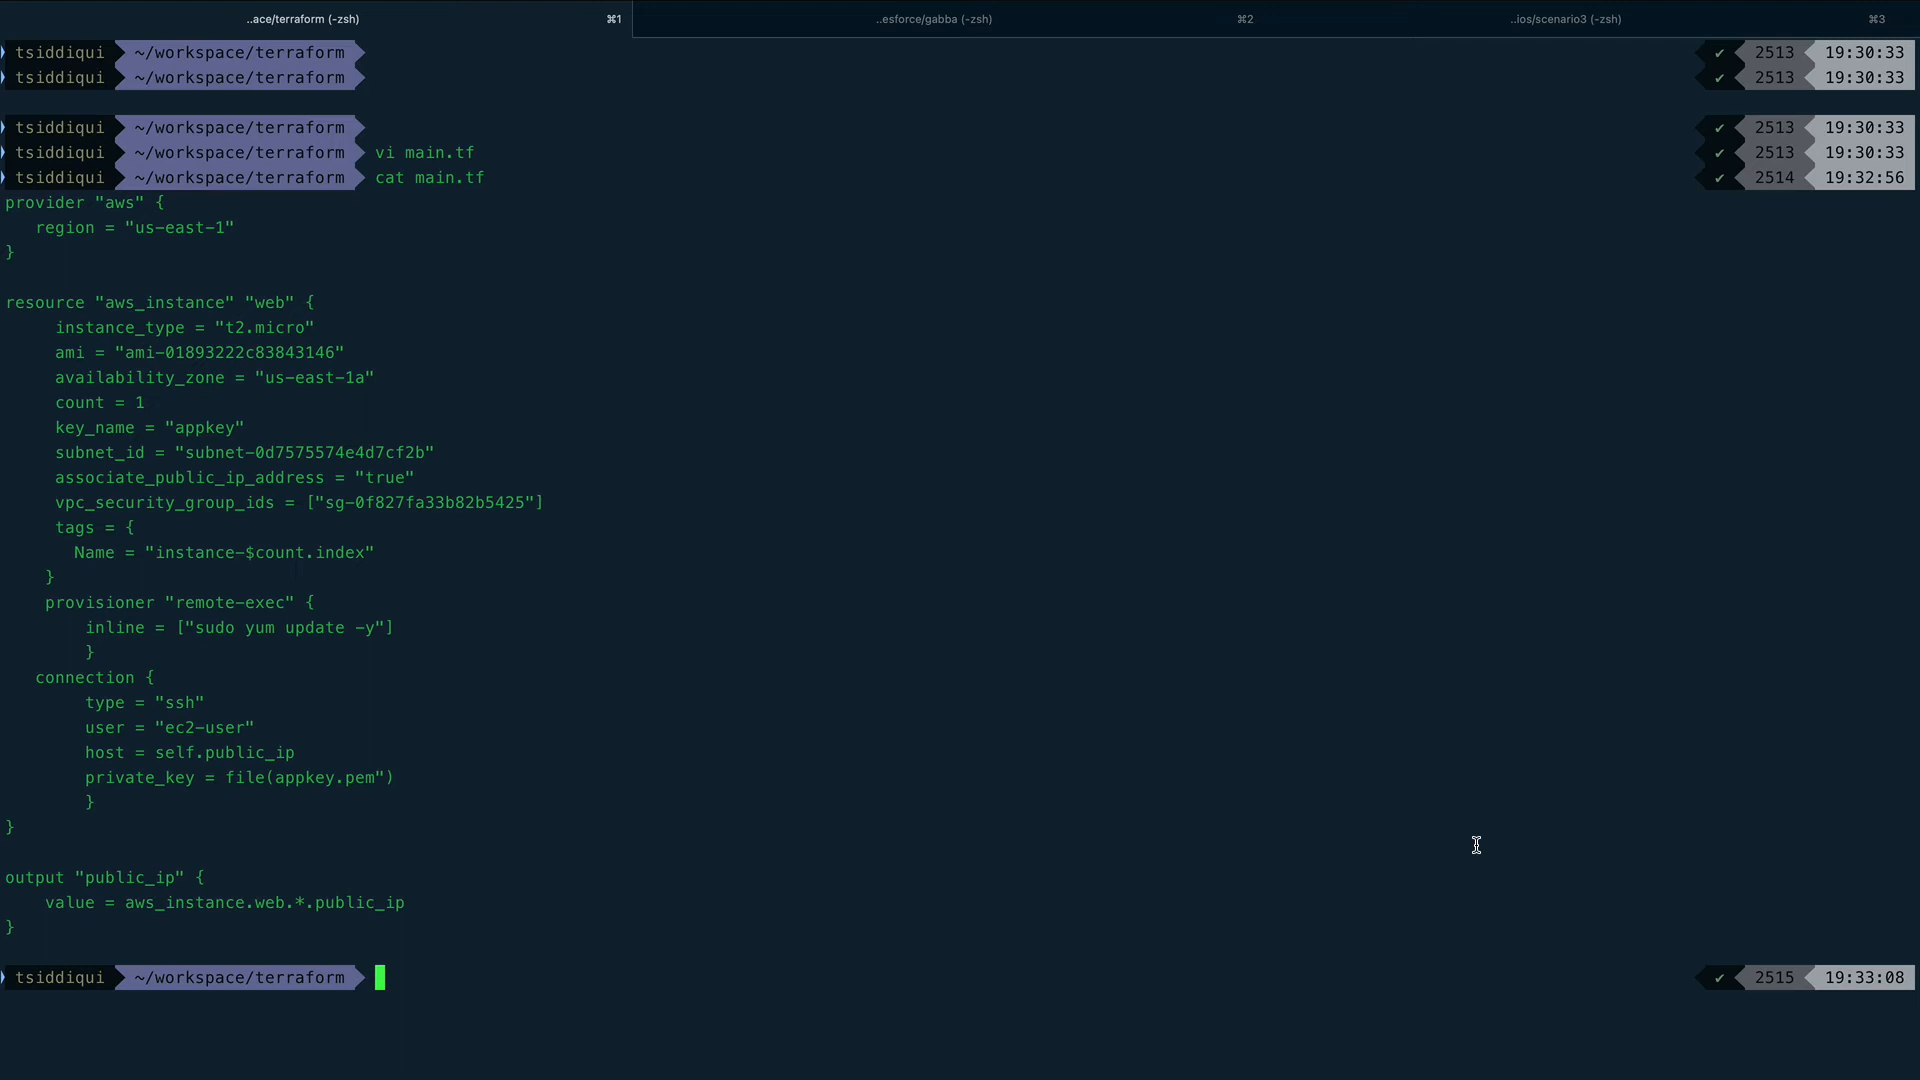 ..ace/terraform (-zsh) ⌘1 ..esforce/gabba (-zsh) ⌘2 ..ios/scenario3 (-zsh) ⌘3
tsiddiqui ~/workspace/terraform ✔ 2513 19:30:33
tsiddiqui ~/workspace/terraform ✔ 2513 19:30:33
tsiddiqui ~/workspace/terraform ✔ 2513 19:30:33
tsiddiqui ~/workspace/terraform vi main.tf ✔ 2513 19:30:33
tsiddiqui ~/workspace/terraform cat main.tf ✔ 2514 19:32:56
provider "aws" {
region = "us-east-1"
}
resource "aws_instance" "web" {
instance_type = "t2.micro"
ami = "ami-01893222c83843146"
availability_zone = "us-east-1a"
count = 1
key_name = "appkey"
subnet_id = "subnet-0d7575574e4d7cf2b"
associate_public_ip_address = "true"
vpc_security_group_ids = ["sg-0f827fa33b82b5425"]
tags = {
Name = "instance-$count.index"
}
provisioner "remote-exec" {
inline = ["sudo yum update -y"]
}
connection {
type = "ssh"
user = "ec2-user"
host = self.public_ip
private_key = file(appkey.pem")
}
}
output "public_ip" {
value = aws_instance.web.*.public_ip
}
tsiddiqui ~/workspace/terraform ✔ 2515 19:33:08